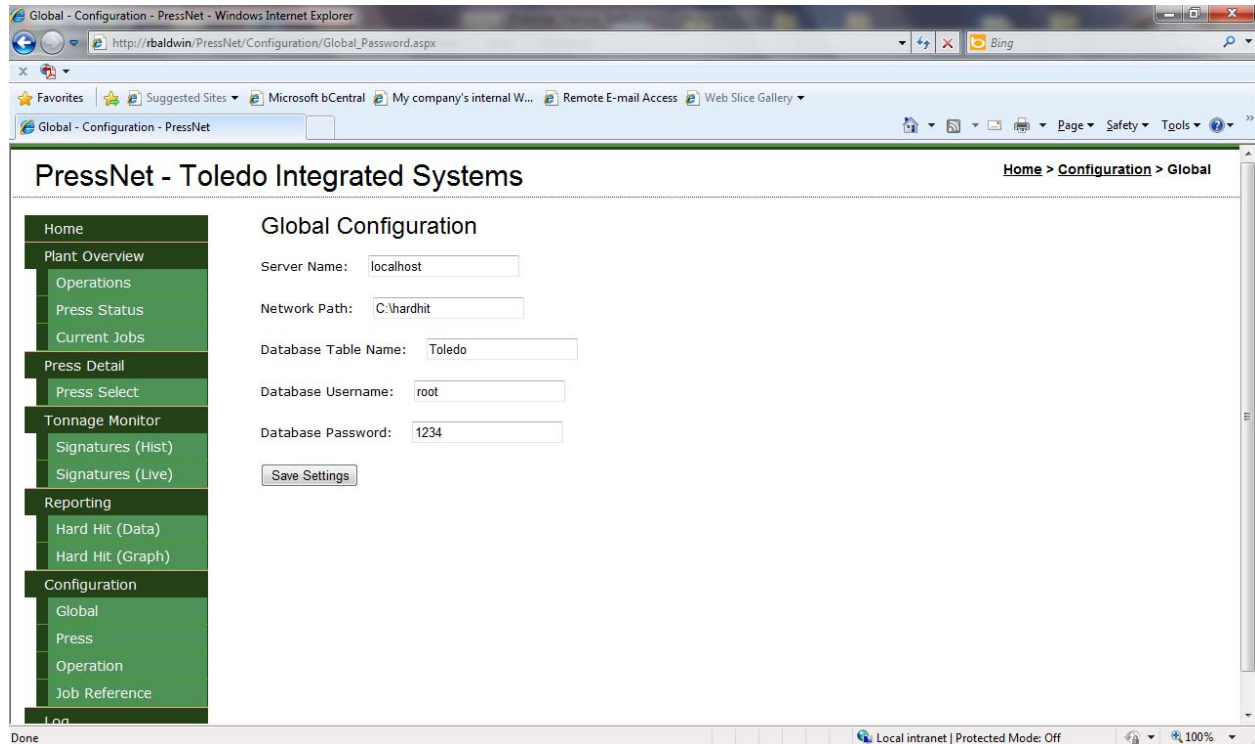 Global - Configuration - PressNet - Windows Internet Explorer
http://rbaldwin/PressNet/Configuration/Global_Password.aspx
Bing
Favorites Suggested Sites Microsoft bCentral My company's internal W... Remote E-mail Access Web Slice Gallery
Global - Configuration - PressNet
Page Safety Tools
PressNet - Toledo Integrated Systems
Home > Configuration > Global
Home
Plant Overview
Operations
Press Status
Current Jobs
Press Detail
Press Select
Tonnage Monitor
Signatures (Hist)
Signatures (Live)
Reporting
Hard Hit (Data)
Hard Hit (Graph)
Configuration
Global
Press
Operation
Job Reference
Log
Global Configuration
Server Name: localhost
Network Path: C:\hardhit
Database Table Name: Toledo
Database Username: root
Database Password: 1234
Save Settings
Done
Local intranet | Protected Mode: Off
100%